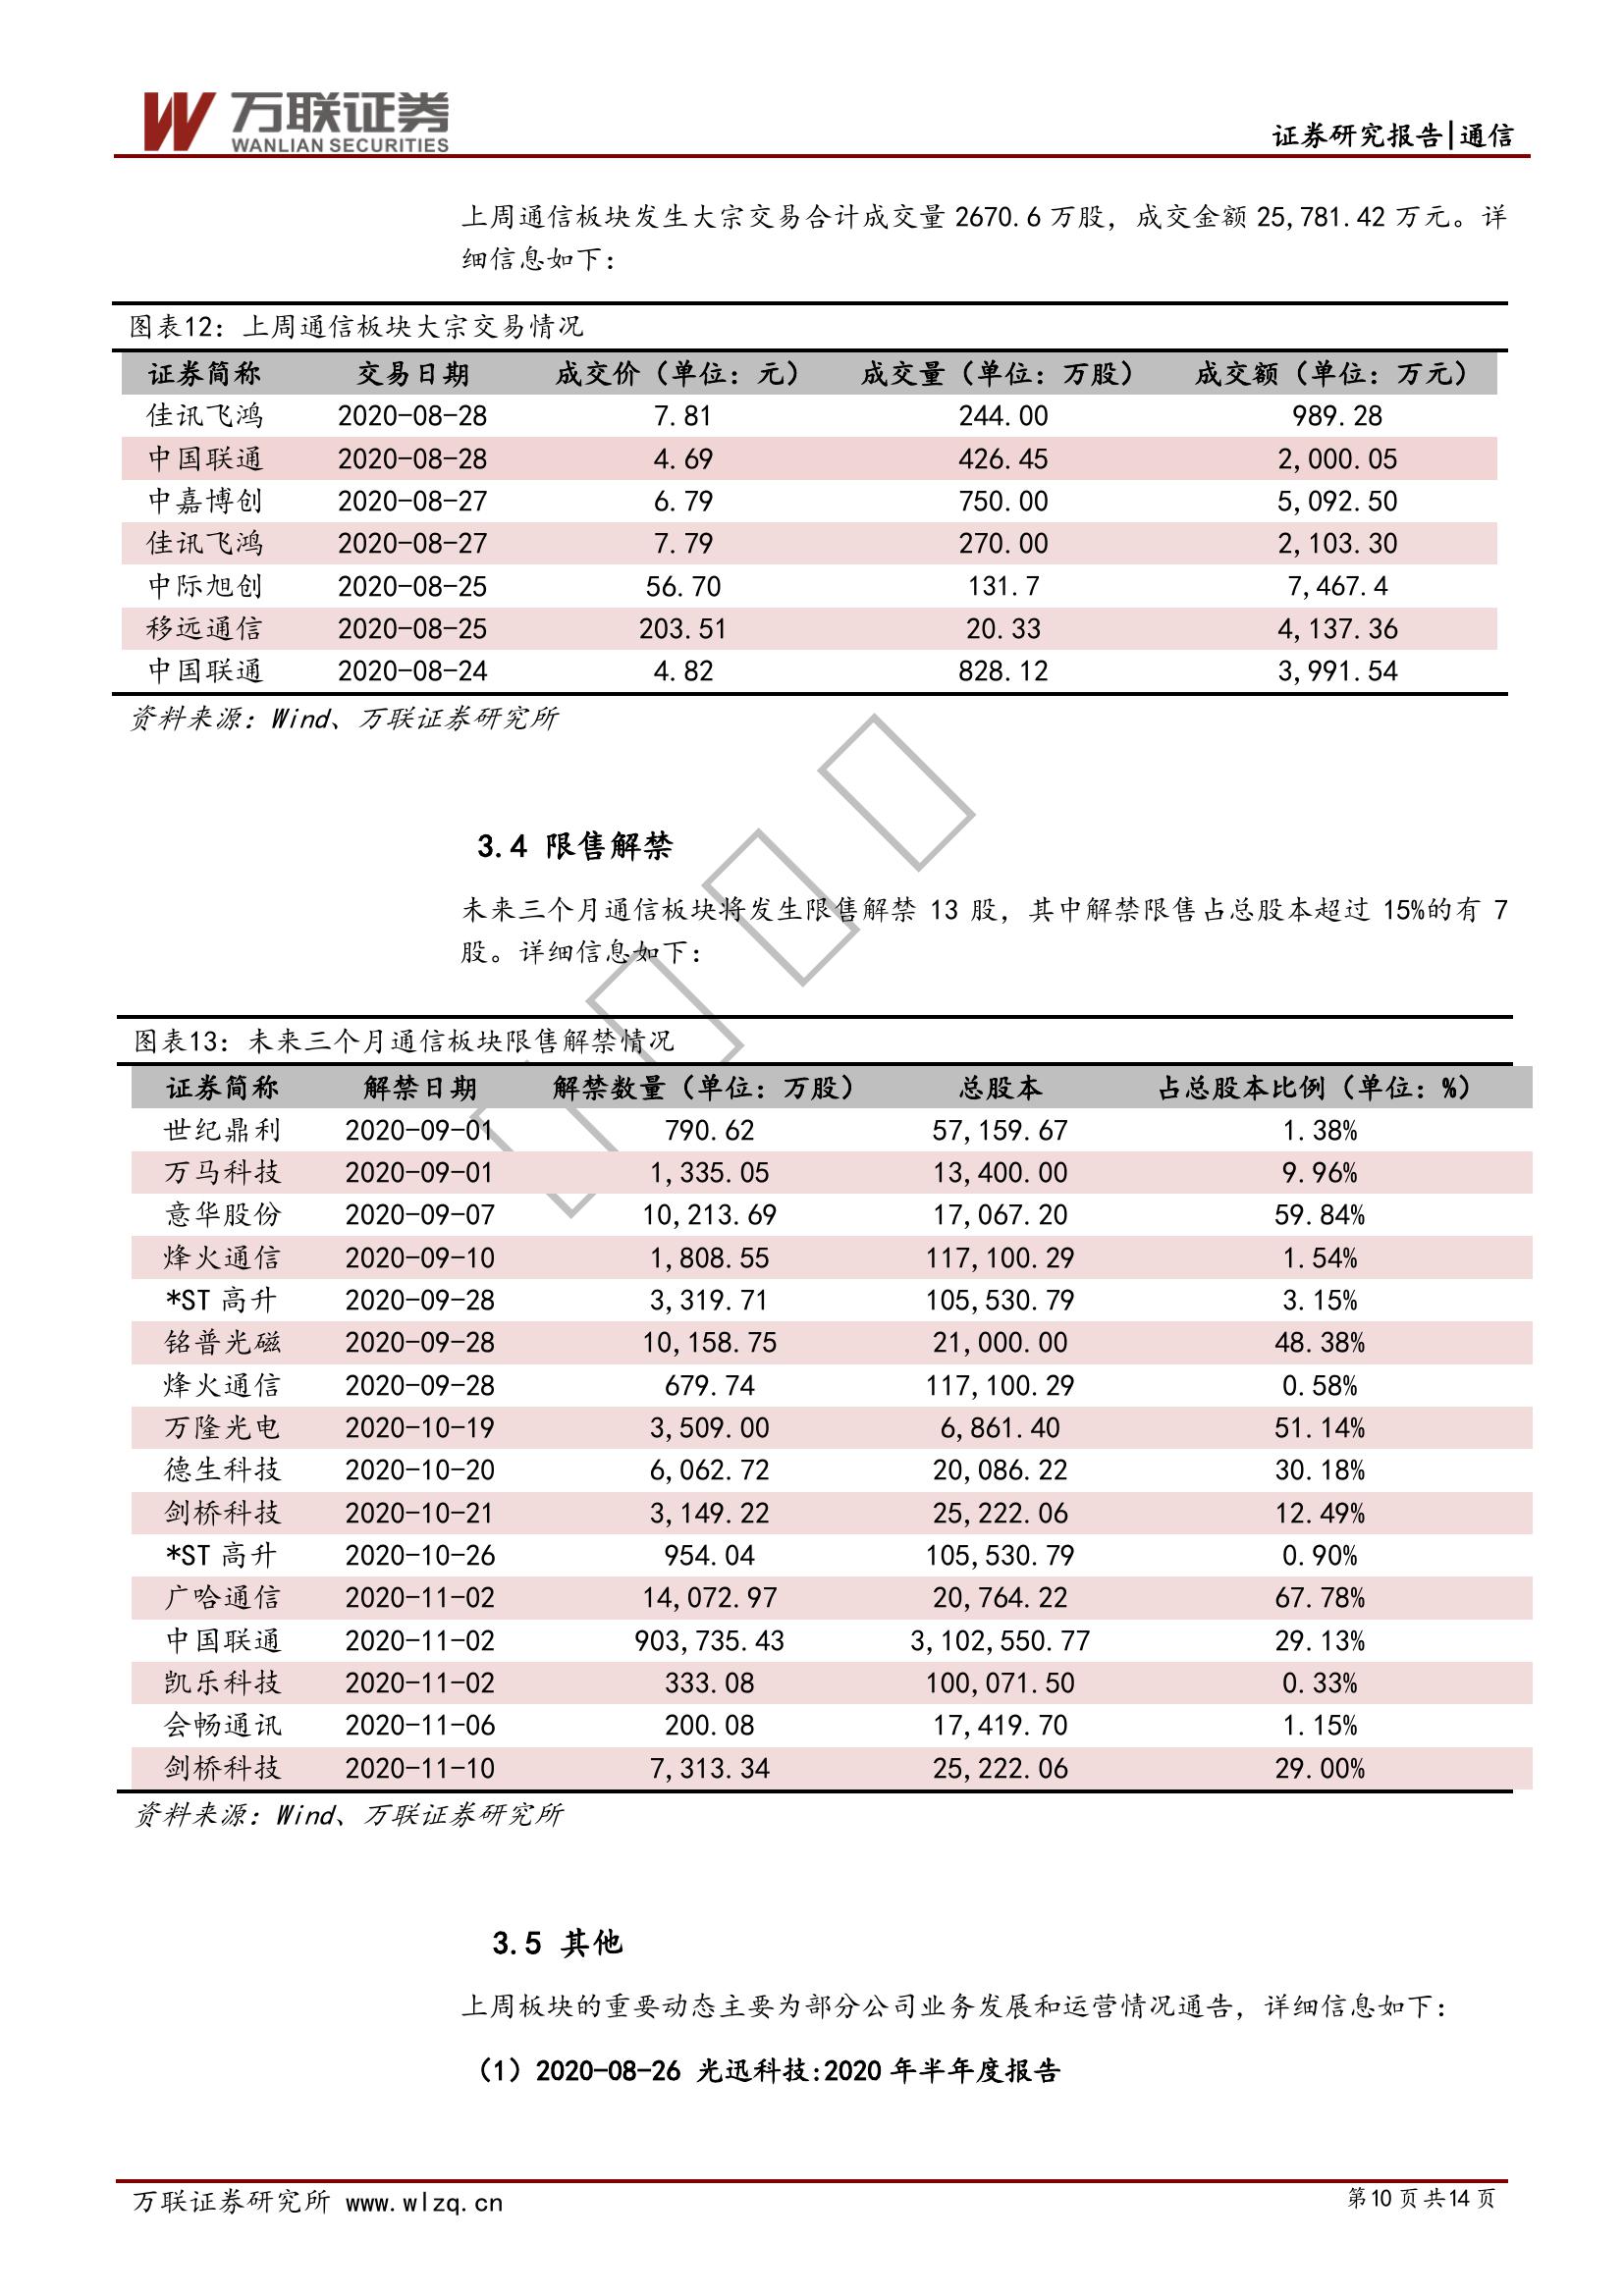 万联证券
WANLIAN SECURITIES
证券研究报告|通信
上周通信板块发生大宗交易合计成交量 2670.6 万股，成交金额 25,781.42 万元。详
细信息如下：
图表12：上周通信板块大宗交易情况
证券简称 交易日期 成交价（单位：元） 成交量（单位：万股） 成交额（单位：万元）
佳讯飞鸿 2020-08-28 7.81 244.00 989.28
中国联通 2020-08-28 4.69 426.45 2,000.05
中嘉博创 2020-08-27 6.79 750.00 5,092.50
佳讯飞鸿 2020-08-27 7.79 270.00 2,103.30
中际旭创 2020-08-25 56.70 131.7 7,467.4
移远通信 2020-08-25 203.51 20.33 4,137.36
中国联通 2020-08-24 4.82 828.12 3,991.54
资料来源：Wind、万联证券研究所
3.4 限售解禁
未来三个月通信板块将发生限售解禁 13 股，其中解禁限售占总股本超过 15%的有 7
股。详细信息如下：
图表13：未来三个月通信板块限售解禁情况
证券简称 解禁日期 解禁数量（单位：万股） 总股本 占总股本比例（单位：%）
世纪鼎利 2020-09-01 790.62 57,159.67 1.38%
万马科技 2020-09-01 1,335.05 13,400.00 9.96%
意华股份 2020-09-07 10,213.69 17,067.20 59.84%
烽火通信 2020-09-10 1,808.55 117,100.29 1.54%
*ST 高升 2020-09-28 3,319.71 105,530.79 3.15%
铭普光磁 2020-09-28 10,158.75 21,000.00 48.38%
烽火通信 2020-09-28 679.74 117,100.29 0.58%
万隆光电 2020-10-19 3,509.00 6,861.40 51.14%
德生科技 2020-10-20 6,062.72 20,086.22 30.18%
剑桥科技 2020-10-21 3,149.22 25,222.06 12.49%
*ST 高升 2020-10-26 954.04 105,530.79 0.90%
广哈通信 2020-11-02 14,072.97 20,764.22 67.78%
中国联通 2020-11-02 903,735.43 3,102,550.77 29.13%
凯乐科技 2020-11-02 333.08 100,071.50 0.33%
会畅通讯 2020-11-06 200.08 17,419.70 1.15%
剑桥科技 2020-11-10 7,313.34 25,222.06 29.00%
资料来源：Wind、万联证券研究所
3.5 其他
上周板块的重要动态主要为部分公司业务发展和运营情况通告，详细信息如下：
（1）2020-08-26 光迅科技:2020 年半年度报告
万联证券研究所 www.wlzq.cn 第10 页 共14 页